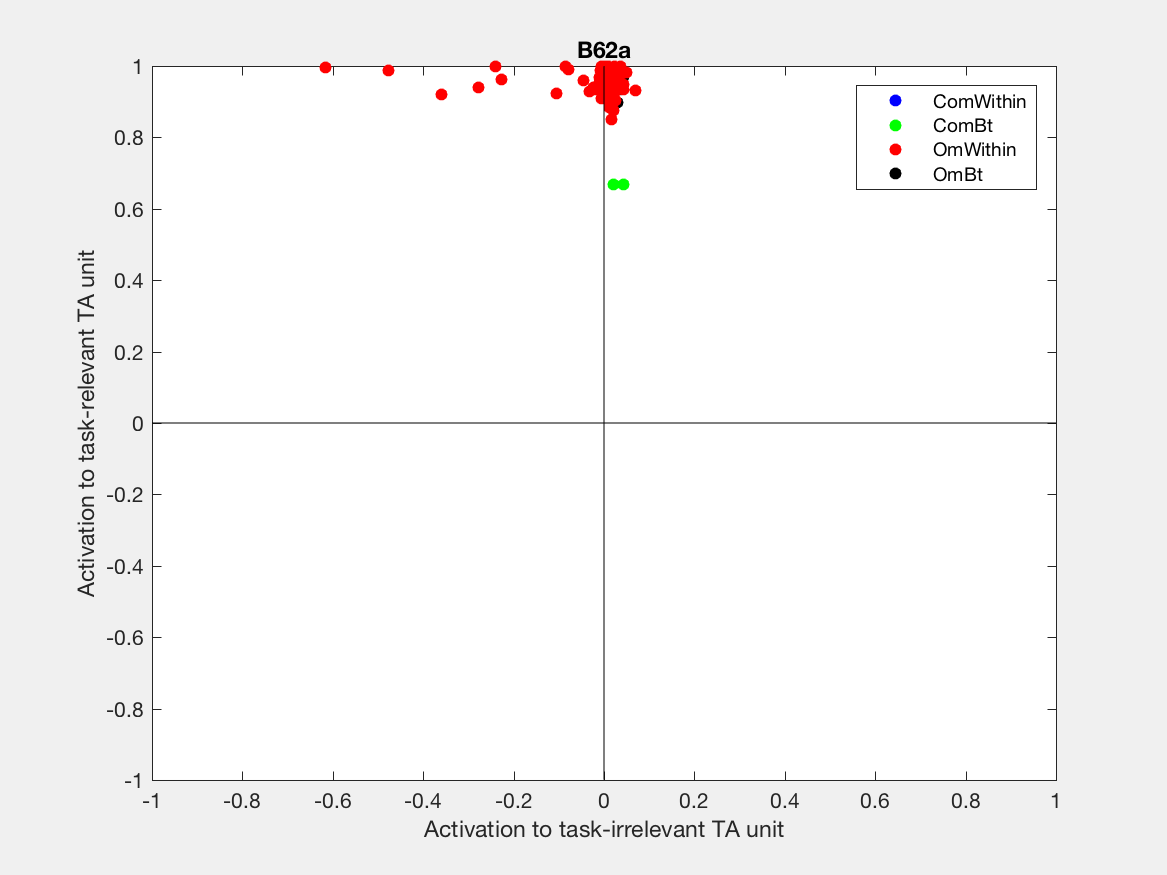 B62a
ComWithin
ComBt
OmWithin
OmBt
1
0.8
0.6
0.4
0.2
0
-0.2
-0.4
-0.6
-0.8
-1
Activation to task-relevant TA unit
-1 -0.8 -0.6 -0.4 -0.2 0 0.2 0.4 0.6 0.8 1
Activation to task-irrelevant TA unit